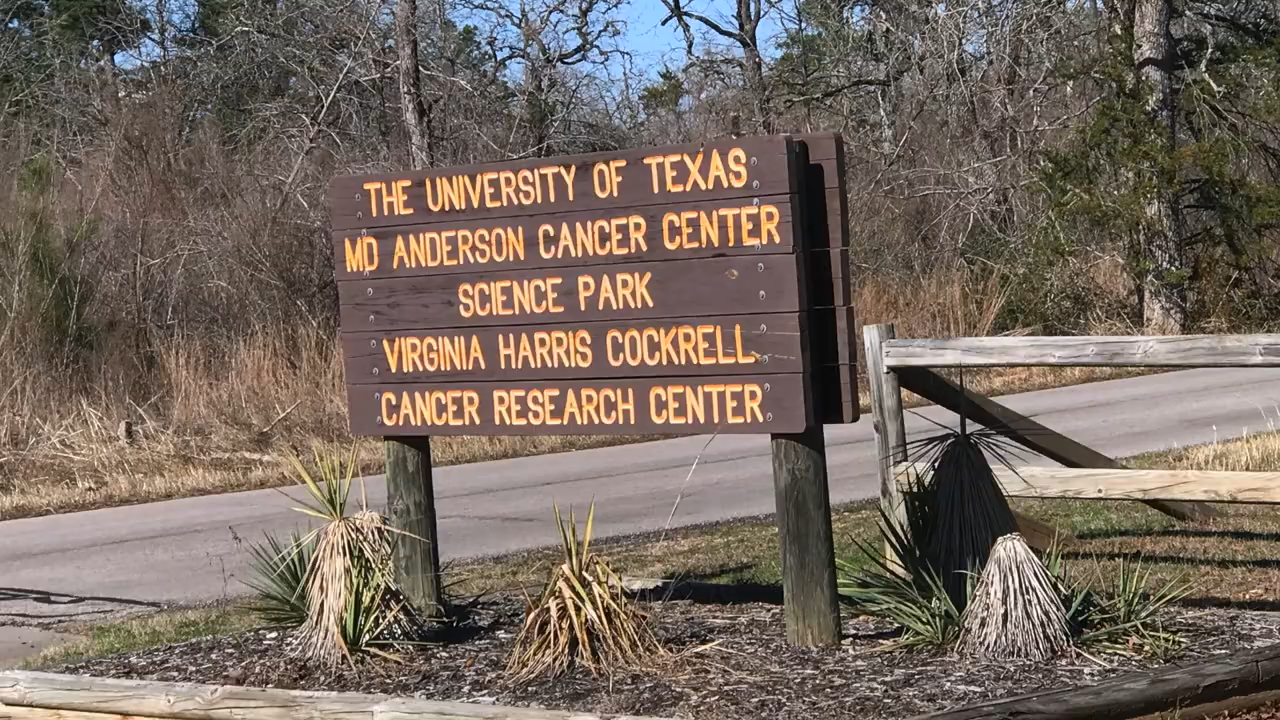 THE UNIVERSITY OF TEXAS
MD ANDERSON CANCER CENTER
SCIENCE PARK
VIRGINIA HARRIS COCKRELL
CANCER RESEARCH CENTER